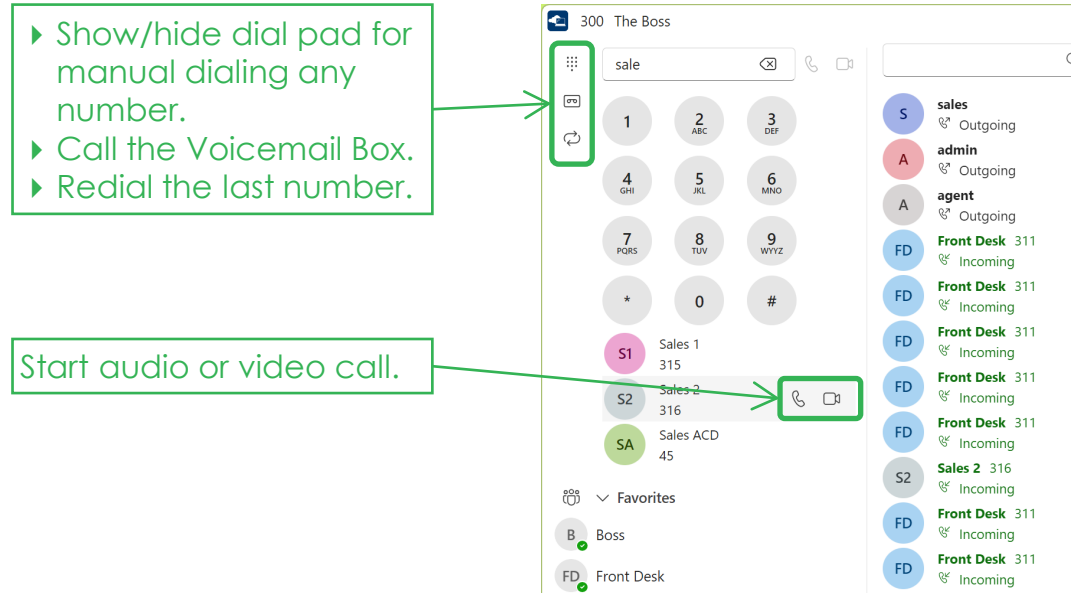 Show/hide dial pad for
manual dialing any
number.
Call the Voicemail Box.
Redial the last number.
Start audio or video call.
300 The Boss
sale
1
2
ABC
3
DEF
4
GHI
5
JKL
6
MNO
7
PQRS
8
TUV
9
WYYZ
*
0
#
S1
Sales 1
315
S2
Sales 2
316
SA
Sales ACD
45
Favorites
B
Boss
FD
Front Desk
S
sales
Outgoing
A
admin
Outgoing
A
agent
Outgoing
FD
Front Desk 311
Incoming
FD
Front Desk 311
Incoming
FD
Front Desk 311
Incoming
FD
Front Desk 311
Incoming
FD
Front Desk 311
Incoming
S2
Sales 2 316
Incoming
FD
Front Desk 311
Incoming
FD
Front Desk 311
Incoming